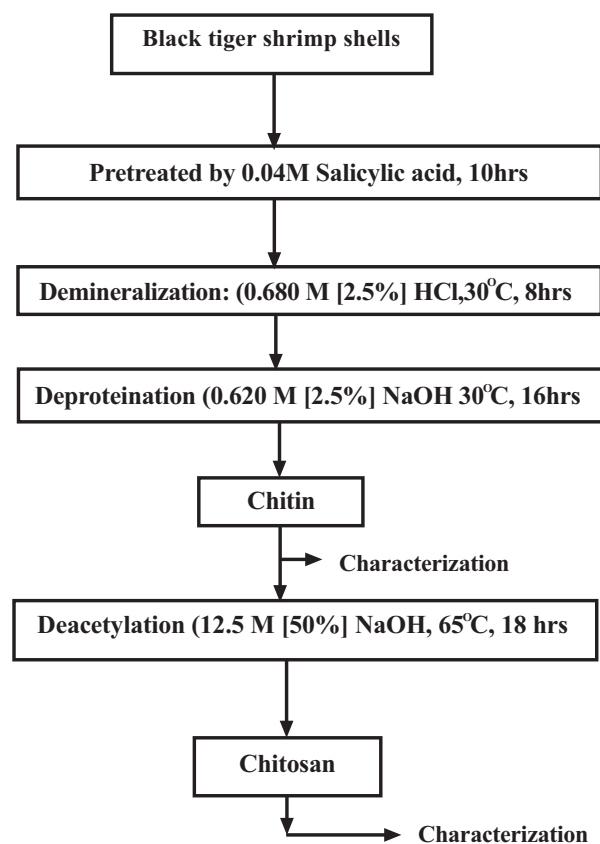 Black tiger shrimp shells
Pretreated by 0.04M Salicylic acid, 10hrs
Demineralization: (0.680 M [2.5%] HCl,30°C, 8hrs
Deproteination (0.620 M [2.5%] NaOH 30°C, 16hrs
Chitin
Characterization
Deacetylation (12.5 M [50%] NaOH, 65°C, 18 hrs
Chitosan
Characterization